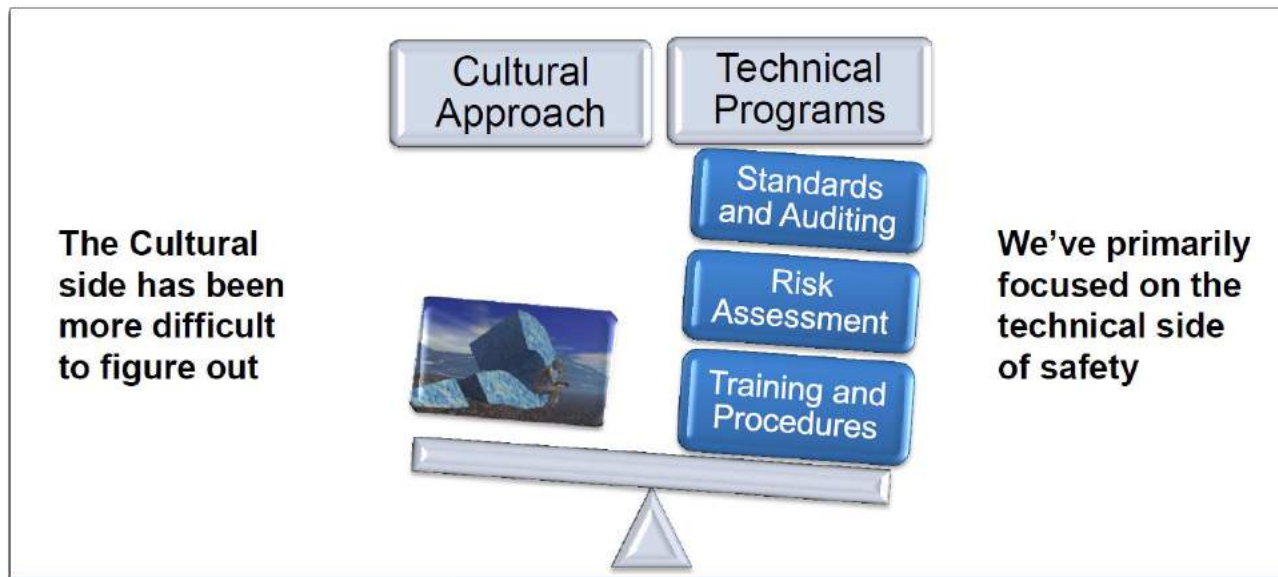 Cultural
Approach
Technical
Programs
Standards
and Auditing
Risk
Assessment
Training and
Procedures
The Cultural
side has been
more difficult
to figure out
We've primarily
focused on the
technical side
of safety